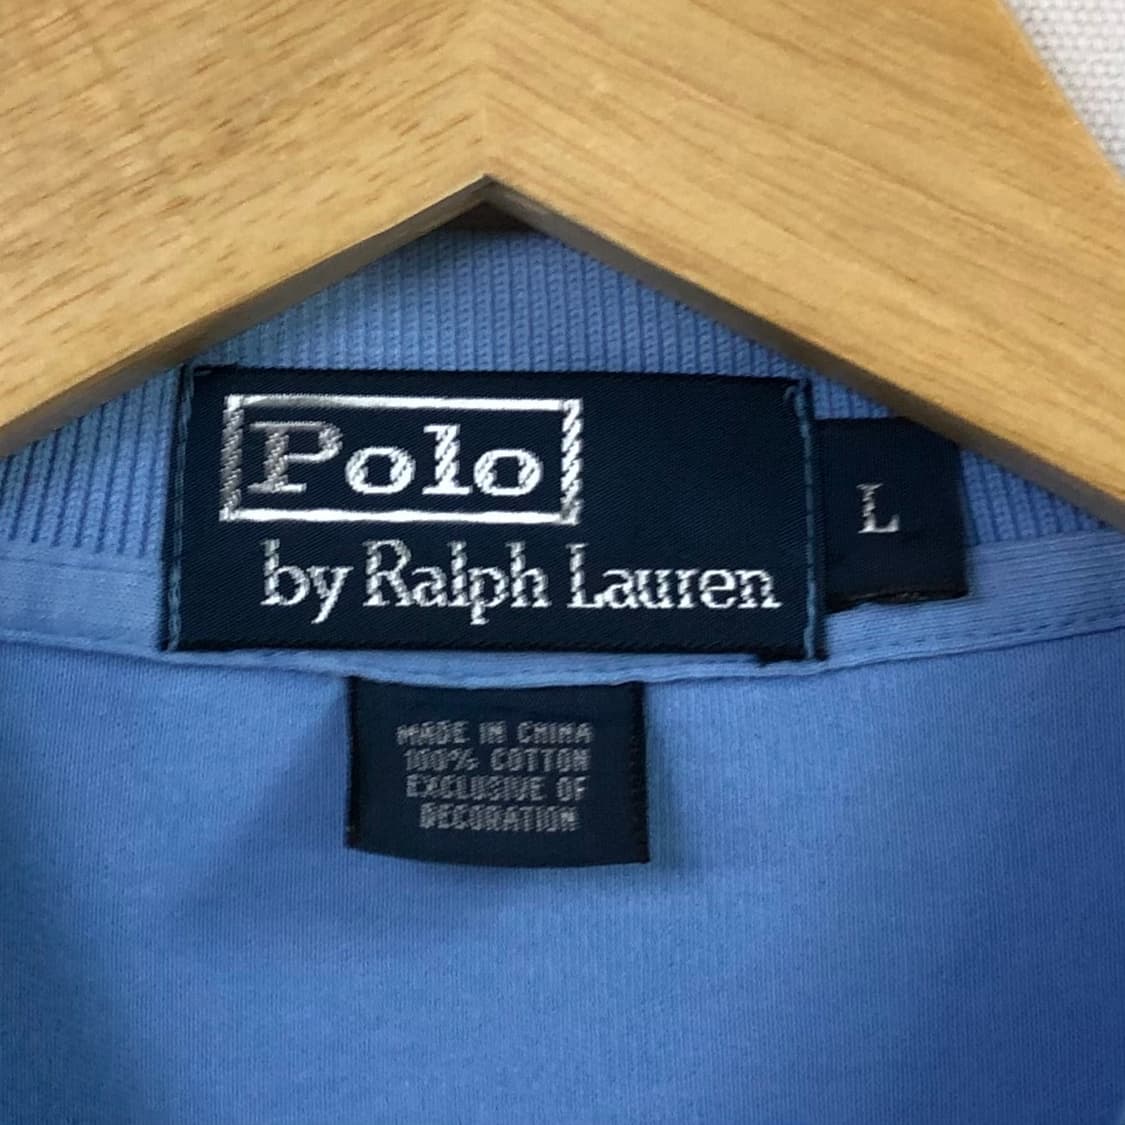 Polo
by Ralph Lauren
L
MADE IN CHINA
100% COTTON
EXCLUSIVE OF
DECORATION